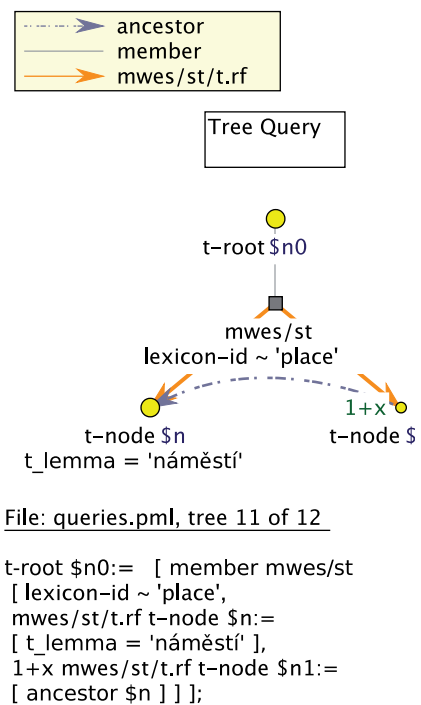 ancestor
member
mwes/st/t.rf
Tree Query
t-root $n0
mwes/st
lexicon-id ~ 'place'
1+x
t-node $n
t-node $
t_lemma = 'náměstí'
File: queries.pml, tree 11 of 12
t-root $n0:= [ member mwes/st
[ lexicon-id ~ 'place',
mwes/st/t.rf t-node $n:=
[ t_lemma = 'náměstí' ],
1+x mwes/st/t.rf t-node $n1:=
[ ancestor $n ] ] ];